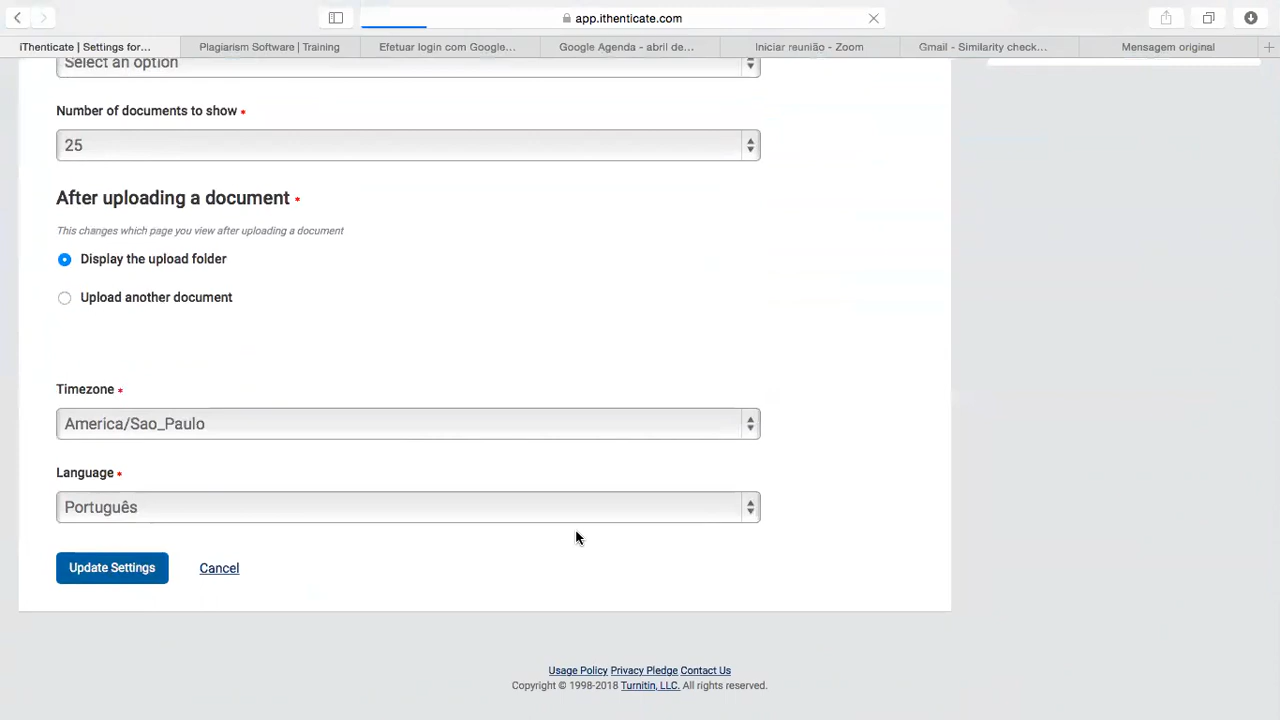 app.ithenticate.com
iThenticate | Settings for...
Plagiarism Software | Training
Efetuar login com Google...
Google Agenda - abril de...
Iniciar reunião - Zoom
Gmail - Similarity check...
Mensagem original
Select an option
Number of documents to show *
25
After uploading a document *
This changes which page you view after uploading a document
Display the upload folder
Upload another document
Timezone *
America/Sao_Paulo
Language *
Português
Update Settings
Cancel
Usage Policy Privacy Pledge Contact Us
Copyright © 1998-2018 Turnitin, LLC. All rights reserved.